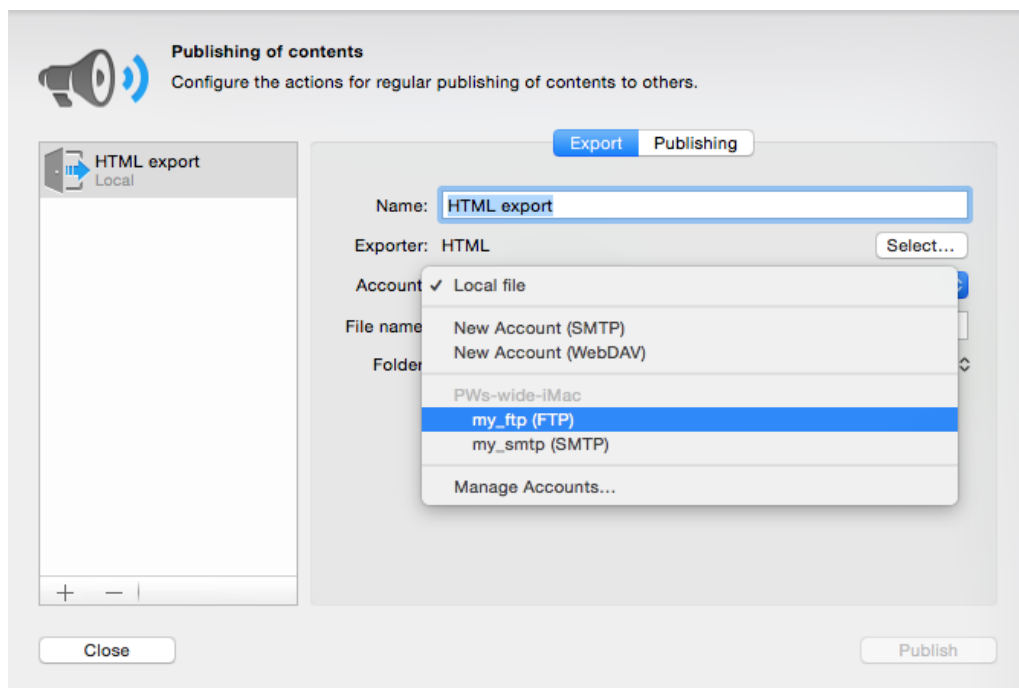 Publishing of contents
Configure the actions for regular publishing of contents to others.
HTML export
Local
Export Publishing
Name: HTML export
Exporter: HTML Select...
Account ✓ Local file
New Account (SMTP)
File name
New Account (WebDAV)
Folder
PWs-wide-iMac
my_ftp (FTP)
my_smtp (SMTP)
Manage Accounts...
Close Publish